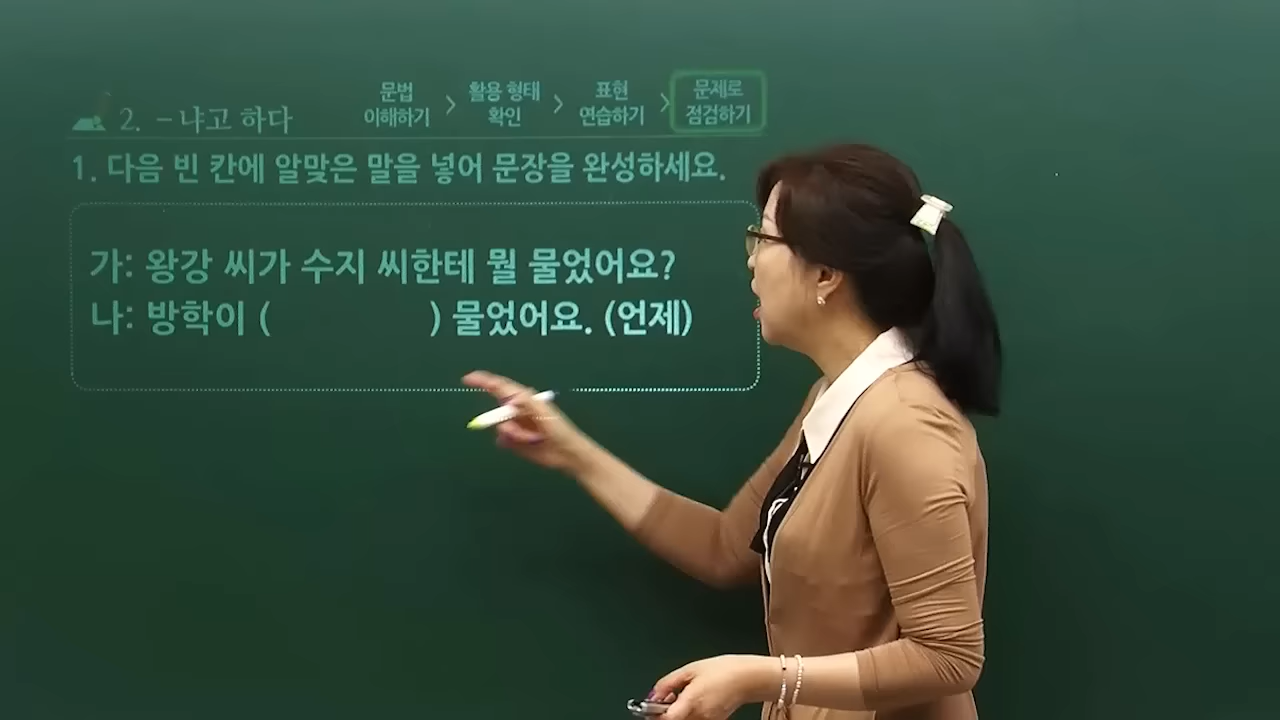 2. -냐고 하다
문법 이해하기 > 활용 형태 확인 > 표현 연습하기 > 문제로 점검하기
1. 다음 빈 칸에 알맞은 말을 넣어 문장을 완성하세요.
가: 왕강 씨가 수지 씨한테 뭘 물었어요?
나: 방학이 (          ) 물었어요. (언제)